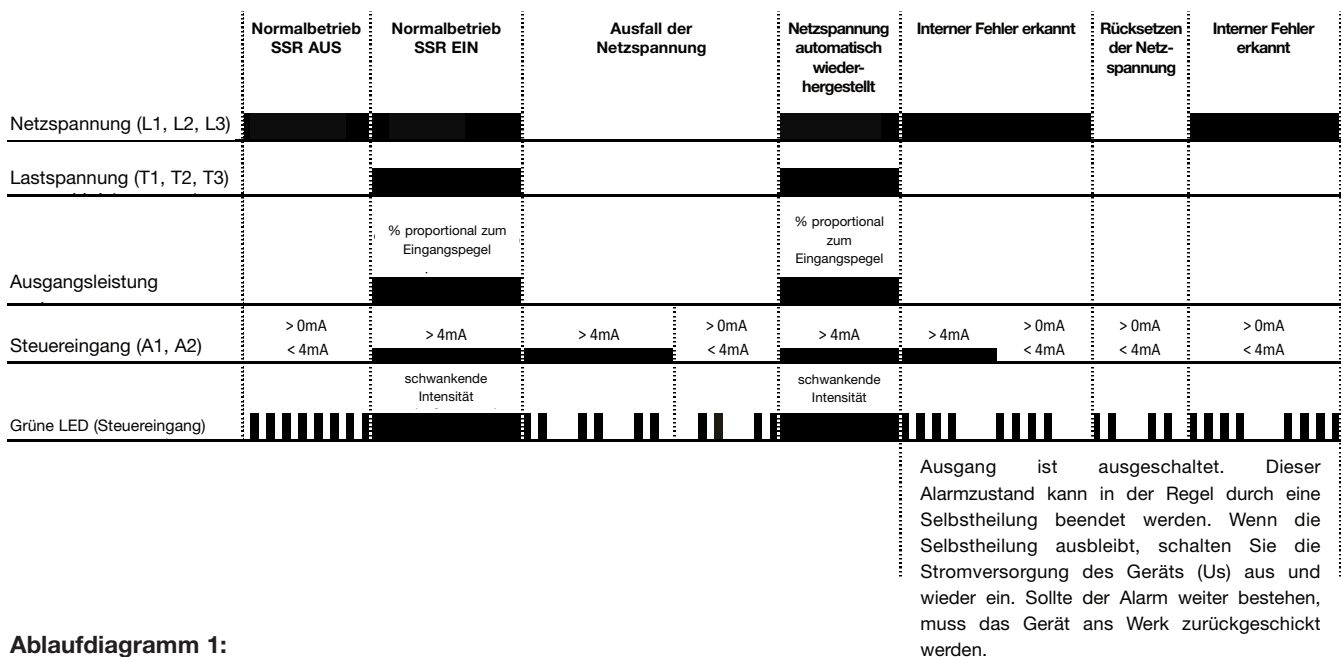 Normalbetrieb
SSR AUS
Normalbetrieb
SSR EIN
Ausfall der
Netzspannung
Netzspannung
automatisch
wieder-
hergestellt
Interner Fehler erkannt
Rücksetzen
der Netz-
spannung
Interner Fehler
erkannt
Netzspannung (L1, L2, L3)
Lastspannung (T1, T2, T3)
Ausgangsleistung
% proportional zum
Eingangspegel
% proportional
zum
Eingangspegel
Steuereingang (A1, A2)
> 0mA
< 4mA
> 4mA
> 4mA
> 0mA
< 4mA
> 4mA
> 4mA
> 0mA
< 4mA
> 0mA
< 4mA
> 0mA
< 4mA
Grüne LED (Steuereingang)
schwankende
Intensität
schwankende
Intensität
Ausgang ist ausgeschaltet. Dieser
Alarmzustand kann in der Regel durch eine
Selbstheilung beendet werden. Wenn die
Selbstheilung ausbleibt, schalten Sie die
Stromversorgung des Geräts (Us) aus und
wieder ein. Sollte der Alarm weiter bestehen,
muss das Gerät ans Werk zurückgeschickt
werden.
Ablaufdiagramm 1: